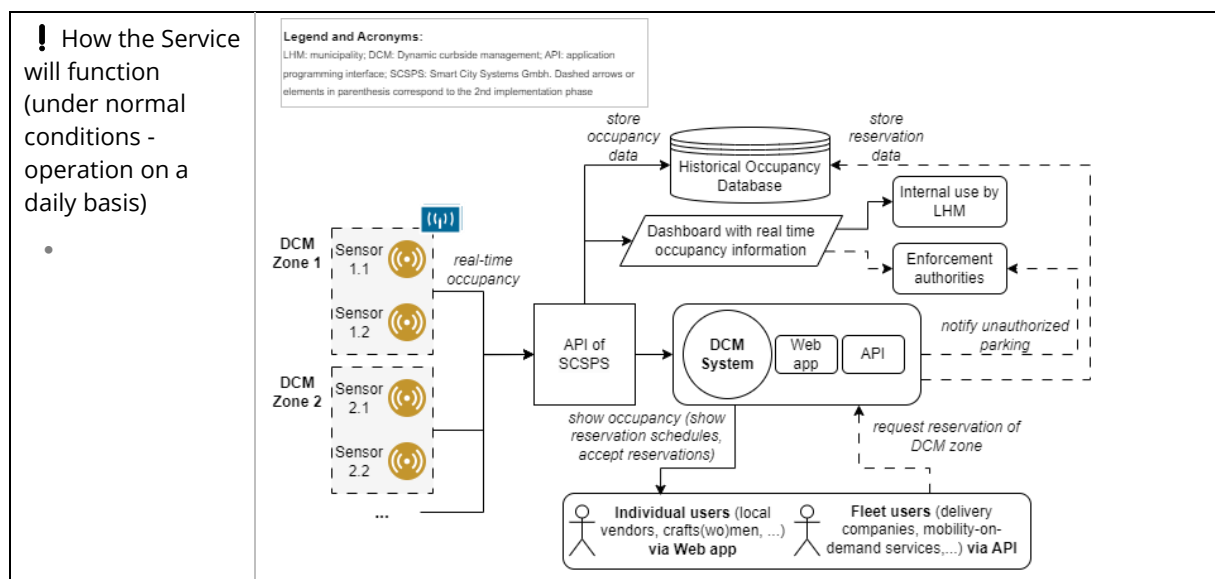 ❗ How the Service
will function
(under normal
conditions -
operation on a
daily basis)
•
Legend and Acronyms:
LHM: municipality; DCM: Dynamic curbside management; API: application
programming interface; SCSPS: Smart City Systems Gmbh. Dashed arrows or
elements in parenthesis correspond to the 2nd implementation phase
store
occupancy
data
store
reservation
data
Historical Occupancy
Database
Internal use by
LHM
Dashboard with real time
occupancy information
Enforcement
authorities
DCM
Zone 1
Sensor
1.1
Sensor
1.2
real-time
occupancy
DCM
Zone 2
Sensor
2.1
Sensor
2.2
...
API of
SCSPS
DCM
System
Web
app
API
notify unauthorized
parking
show occupancy (show
reservation schedules,
accept reservations)
request reservation of
DCM zone
Individual users (local
vendors, crafts(wo)men, ...)
via Web app
Fleet users (delivery
companies, mobility-on-
demand services,...) via API